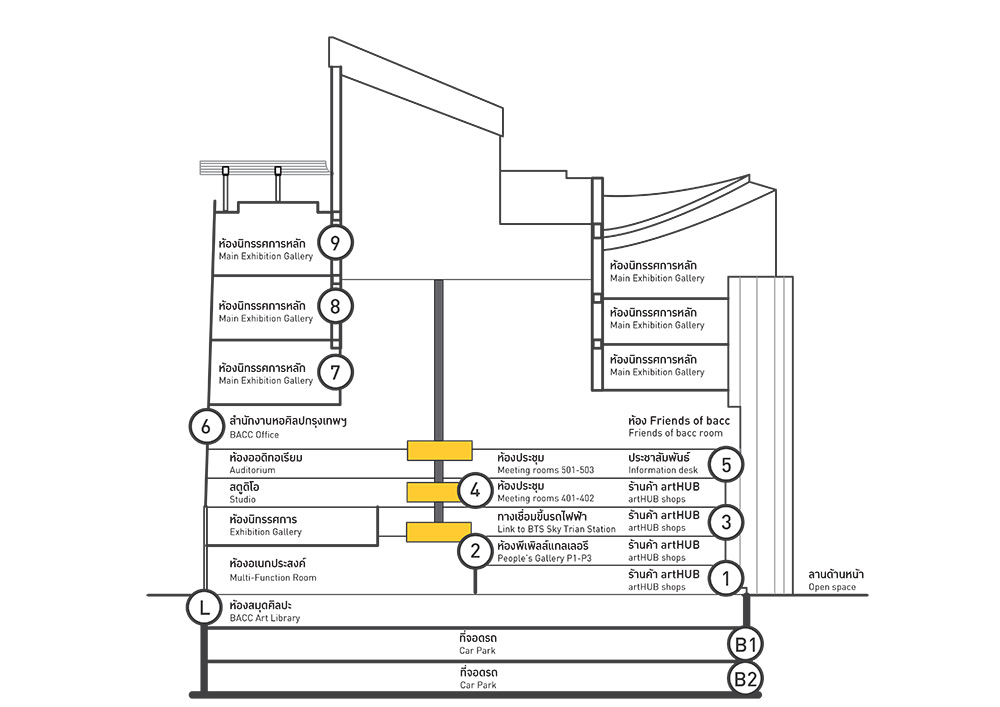 9
ห้องนิทรรศการหลัก
Main Exhibition Gallery
ห้องนิทรรศการหลัก
Main Exhibition Gallery
8
ห้องนิทรรศการหลัก
Main Exhibition Gallery
ห้องนิทรรศการหลัก
Main Exhibition Gallery
7
ห้องนิทรรศการหลัก
Main Exhibition Gallery
ห้องนิทรรศการหลัก
Main Exhibition Gallery
6
สำนักงานหอศิลปกรุงเทพฯ
BACC Office
ห้อง Friends of bacc
Friends of bacc room
ห้องออดิทอเรียม
Auditorium
ห้องประชุม
Meeting rooms 501-503
ประชาสัมพันธ์
Information desk
5
สตูดิโอ
Studio
4
ห้องประชุม
Meeting rooms 401-402
ร้านค้า artHUB
artHUB shops
ห้องนิทรรศการ
Exhibition Gallery
ทางเชื่อมขึ้นรถไฟฟ้า
Link to BTS Sky Trian Station
ร้านค้า artHUB
artHUB shops
3
2
ห้องพีเพิลส์แกลเลอรี
People's Gallery P1-P3
ร้านค้า artHUB
artHUB shops
ห้องอเนกประสงค์
Multi-Function Room
ร้านค้า artHUB
artHUB shops
1
ลานด้านหน้า
Open space
L
ห้องสมุดศิลปะ
BACC Art Library
ที่จอดรถ
Car Park
B1
ที่จอดรถ
Car Park
B2